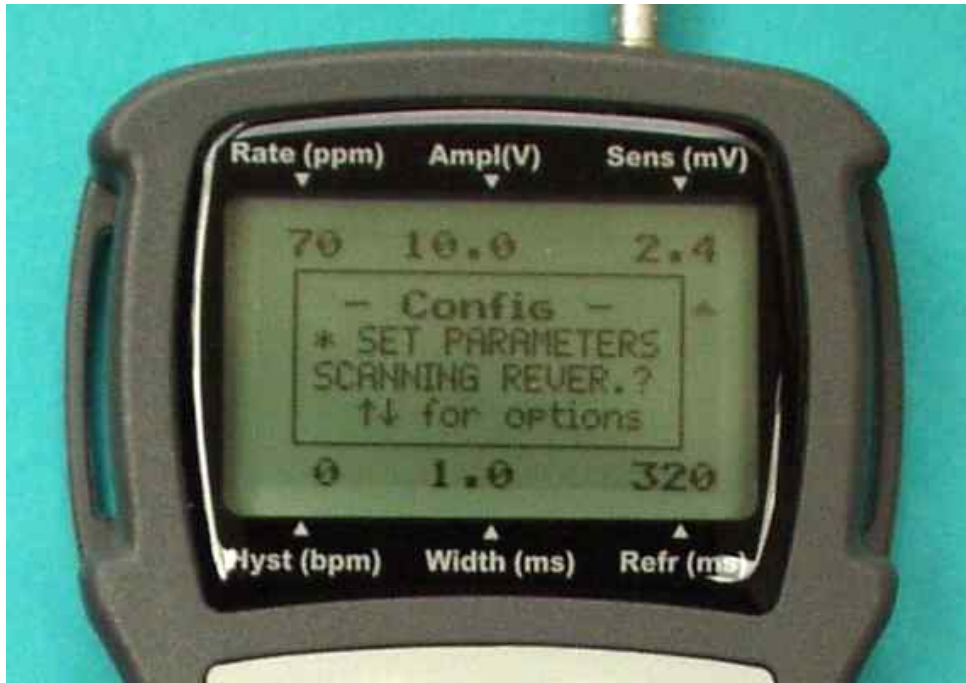 Rate (ppm) Ampl(V) Sens (mV)
70 10.0 2.4
- Config -
* SET PARAMETERS
SCANNING REVER.?
↑↓ for options
0 1.0 320
Hyst (bpm) Width (ms) Refr (ms)